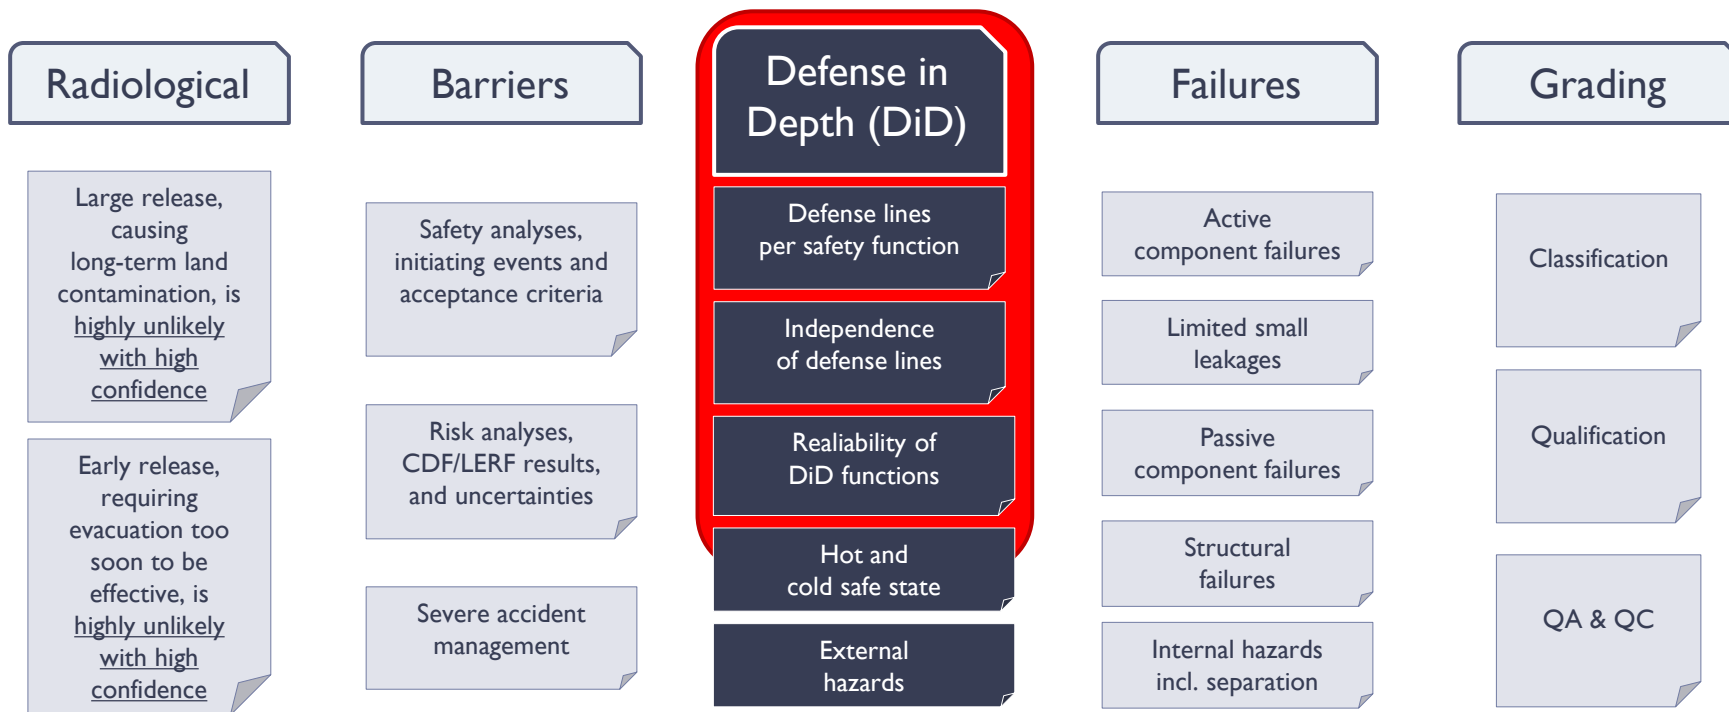 Radiological
Large release,
causing
long-term land
contamination, is
highly unlikely
with high
confidence
Early release,
requiring
evacuation too
soon to be
effective, is
highly unlikely
with high
confidence
Barriers
Safety analyses,
initiating events and
acceptance criteria
Risk analyses,
CDF/LERF results,
and uncertainties
Severe accident
management
Defense in
Depth (DiD)
Defense lines
per safety function
Independence
of defense lines
Realiability of
DiD functions
Hot and
cold safe state
External
hazards
Failures
Active
component failures
Limited small
leakages
Passive
component failures
Structural
failures
Internal hazards
incl. separation
Grading
Classification
Qualification
QA & QC